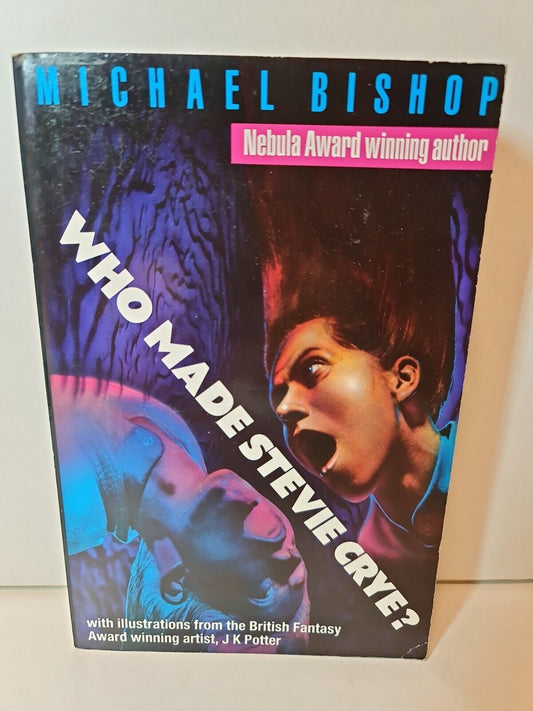 MICHAEL BISHOP
Nebula Award winning author
WHO MADE STEVIE CRYE?
with illustrations from the British Fantasy
Award winning artist, J K Potter